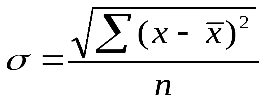 σ = √∑(x - x̅)² / n